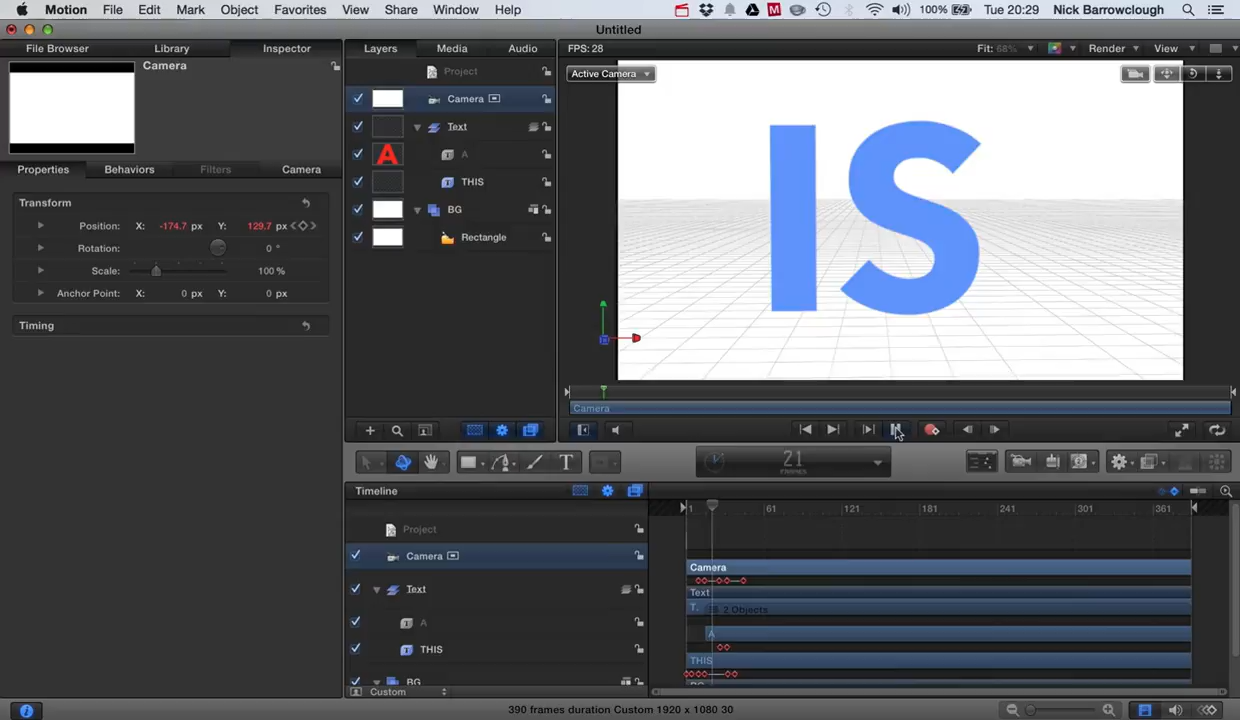 Motion File Edit Mark Object Favorites View Share Window Help 100% Tue 20:29 Nick Barrowclough
Untitled
File Browser Library Inspector Layers Media Audio FPS: 28 Fit: 68% Render View
Camera
Project
Active Camera
Camera
Text
A
A
THIS
BG
Rectangle
Properties Behaviors Filters Camera
Transform
Position: X: -174.7 px Y: 129.7 px
Rotation: 0 °
Scale: 100 %
Anchor Point: X: 0 px Y: 0 px
Timing
IS
Camera
21
FRAMES
Timeline
1 61 121 181 241 301 361
Project
Camera
Camera
Text
Text
T. 2 Objects
A
A
THIS
THIS
BG
Custom
390 frames duration Custom 1920 x 1080 30